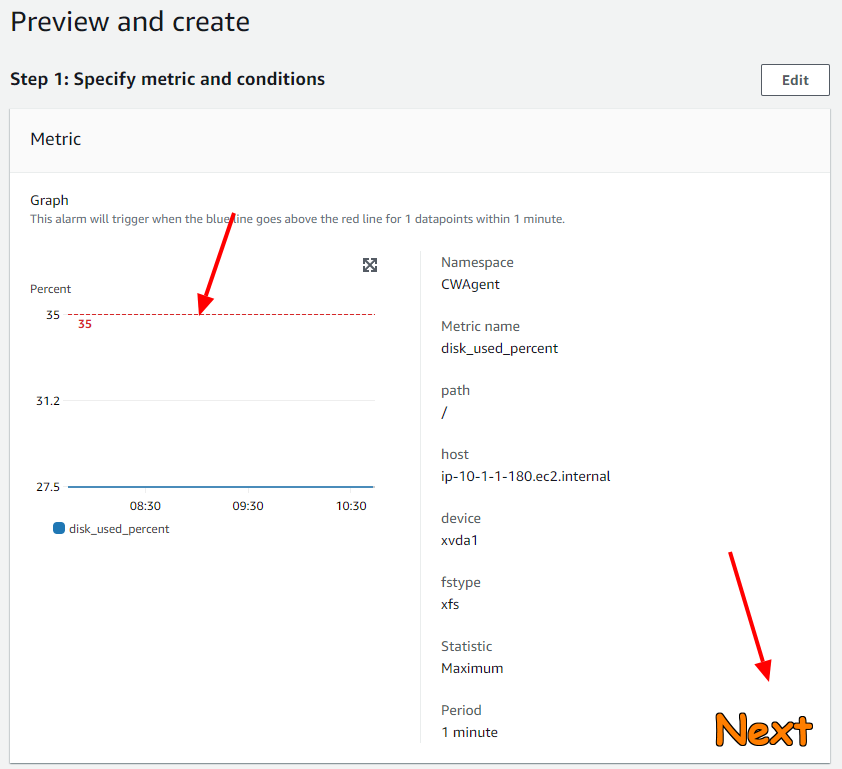 Preview and create
Step 1: Specify metric and conditions
Edit
Metric
Graph
This alarm will trigger when the blue line goes above the red line for 1 datapoints within 1 minute.
Percent
35
35
31.2
27.5
08:30
09:30
10:30
disk_used_percent
Namespace
CWAgent
Metric name
disk_used_percent
path
/
host
ip-10-1-1-180.ec2.internal
device
xvda1
fstype
xfs
Statistic
Maximum
Period
1 minute
Next